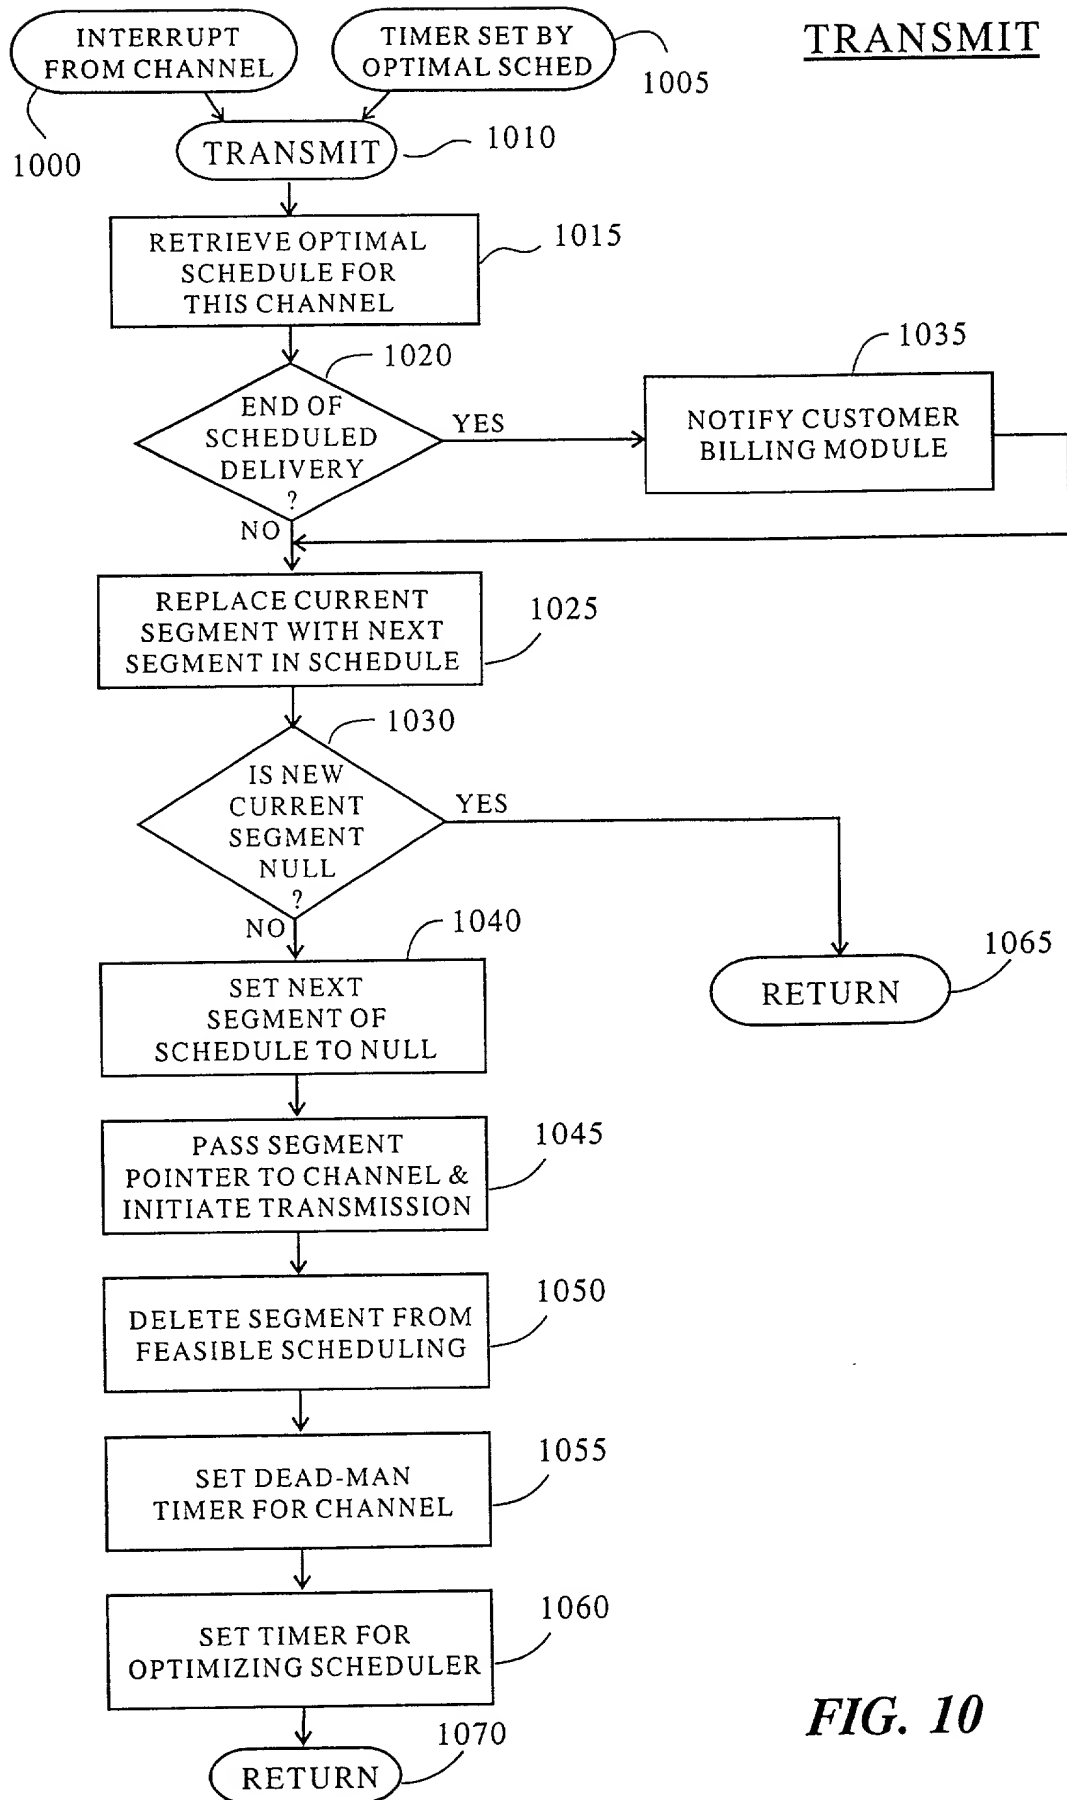 INTERRUPT
FROM CHANNEL
TIMER SET BY
OPTIMAL SCHED
TRANSMIT
1005
1000
TRANSMIT
1010
RETRIEVE OPTIMAL
SCHEDULE FOR
THIS CHANNEL
1015
1020
END OF
SCHEDULED
DELIVERY
?
YES
NO
1035
NOTIFY CUSTOMER
BILLING MODULE
REPLACE CURRENT
SEGMENT WITH NEXT
SEGMENT IN SCHEDULE
1025
1030
IS NEW
CURRENT
SEGMENT
NULL
?
YES
NO
1040
1065
RETURN
SET NEXT
SEGMENT OF
SCHEDULE TO NULL
PASS SEGMENT
POINTER TO CHANNEL &
INITIATE TRANSMISSION
1045
DELETE SEGMENT FROM
FEASIBLE SCHEDULING
1050
SET DEAD-MAN
TIMER FOR CHANNEL
1055
SET TIMER FOR
OPTIMIZING SCHEDULER
1060
RETURN
1070
FIG. 10